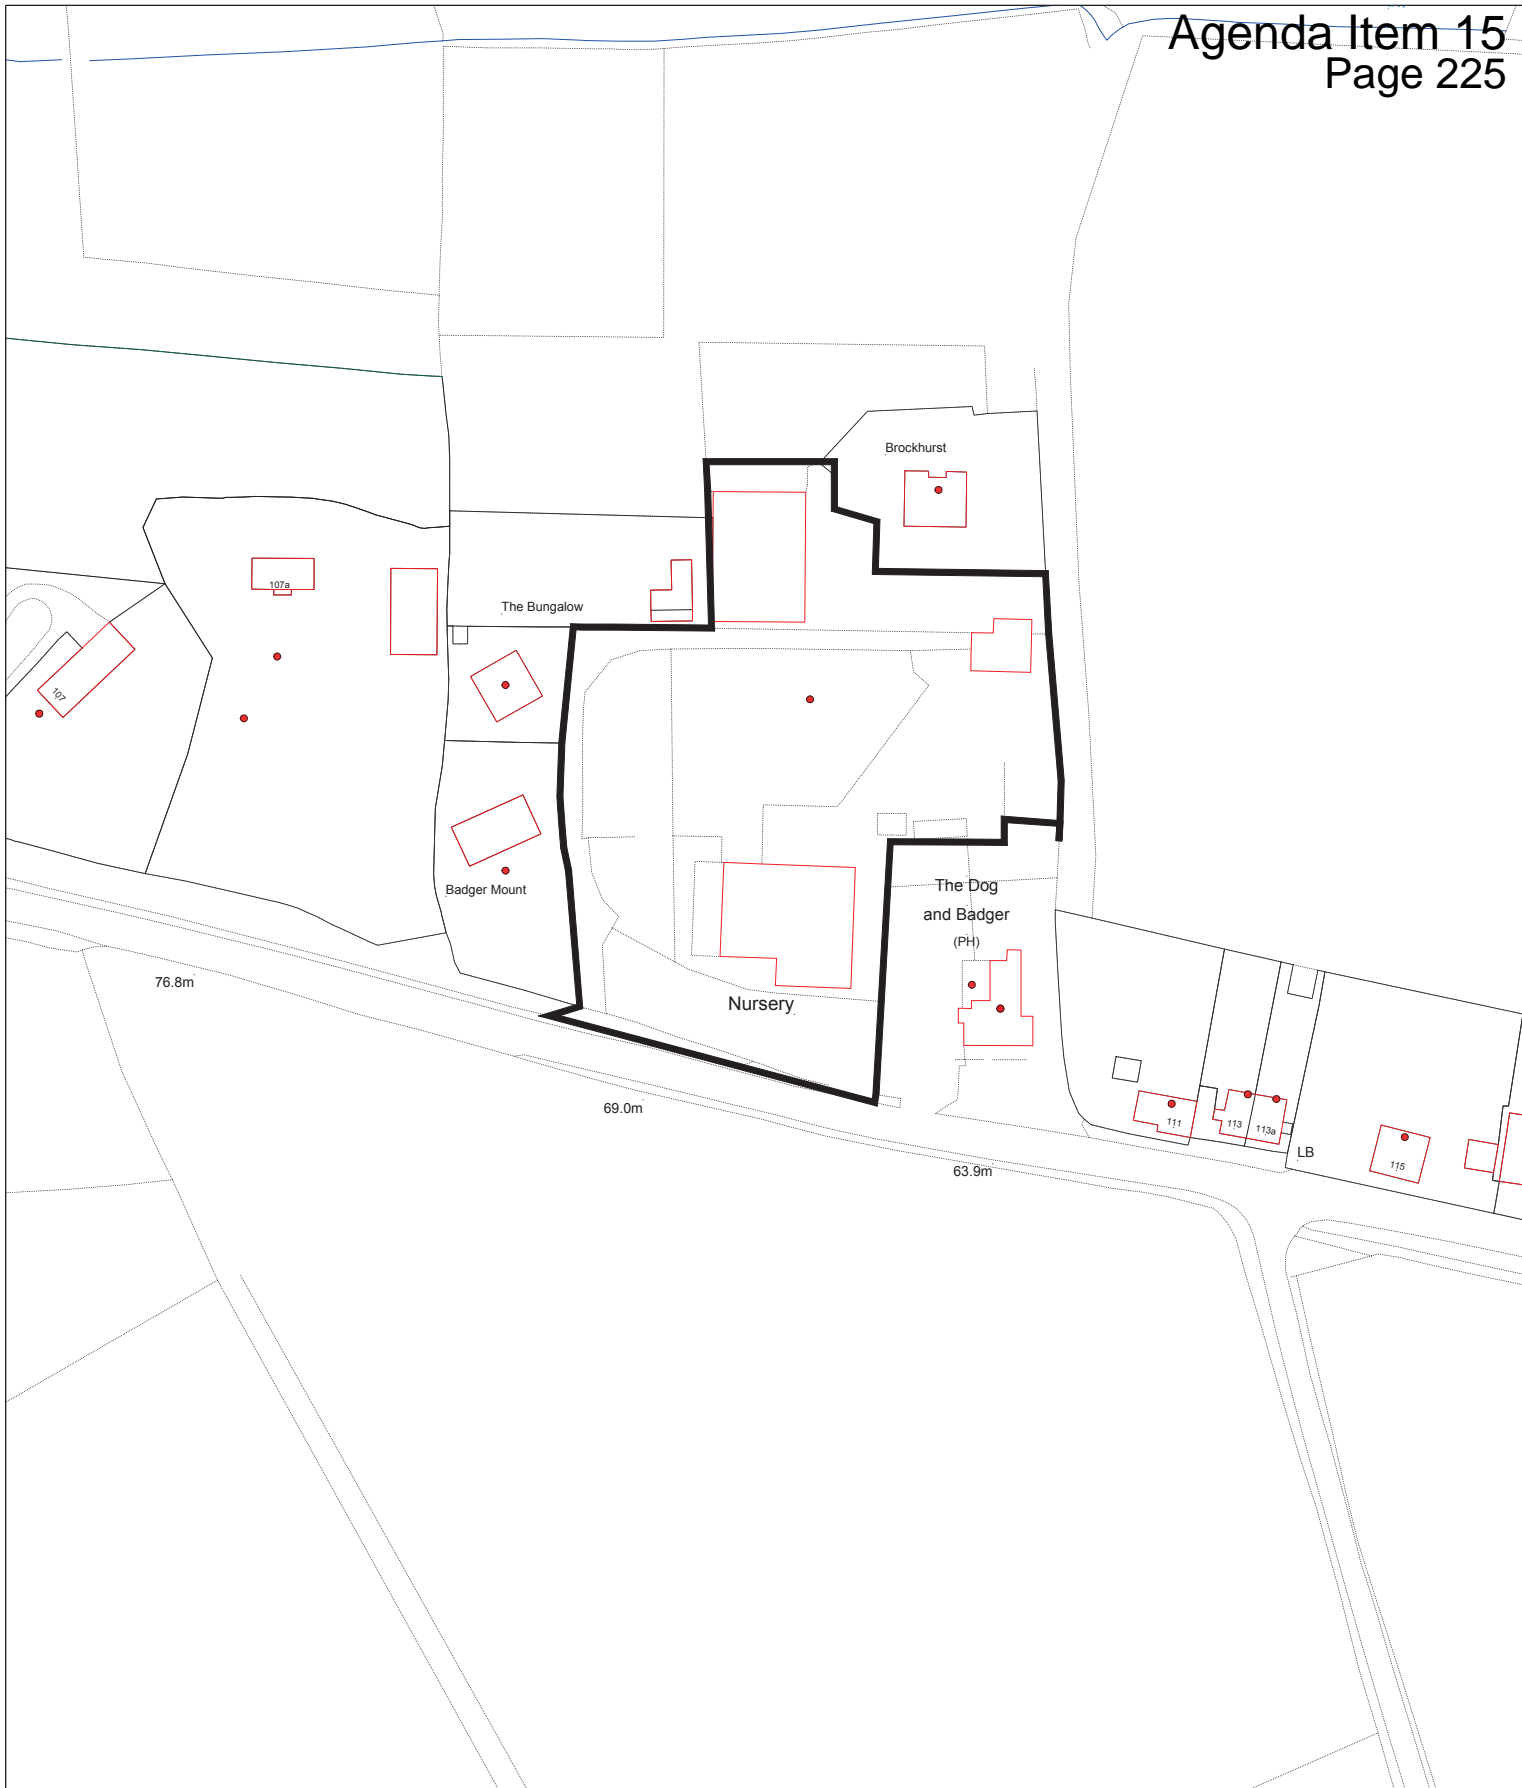 Agenda Item 15
Page 225
Brockhurst
107a
The Bungalow
107
Badger Mount
The Dog
and Badger
(PH)
76.8m
Nursery
69.0m
111
113
113a
LB
115
63.9m